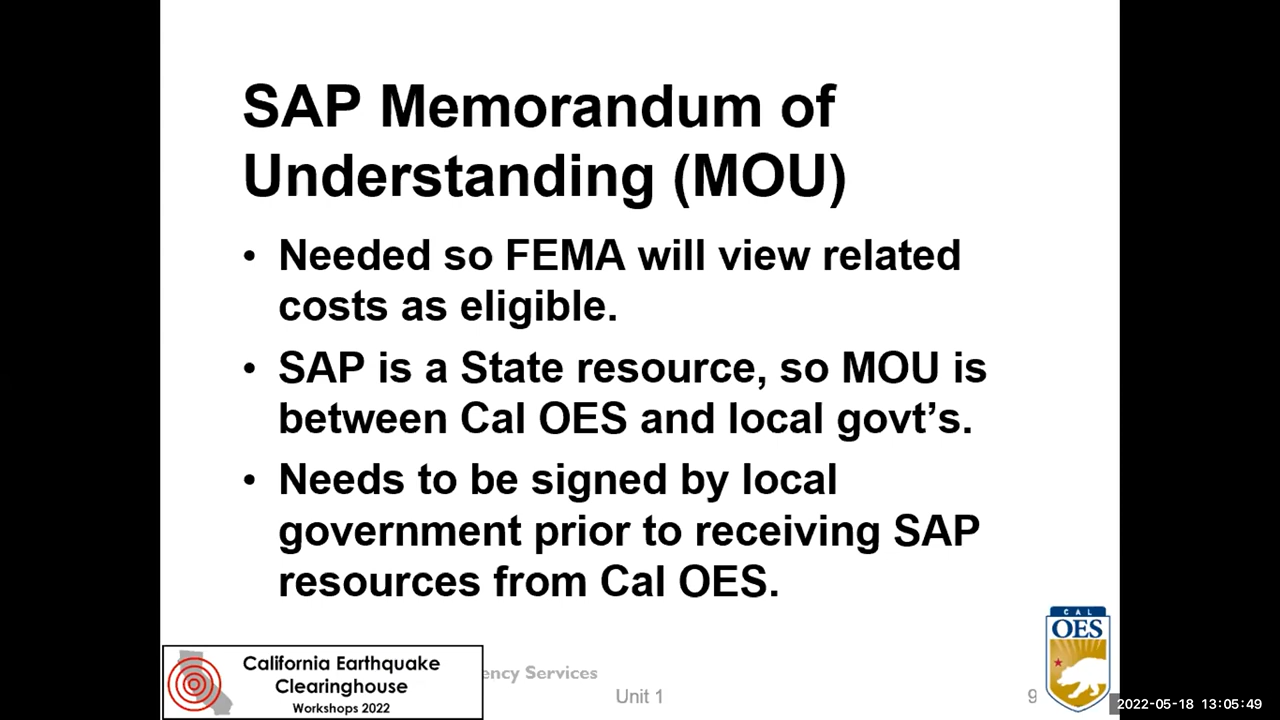 SAP Memorandum of
Understanding (MOU)
• Needed so FEMA will view related
costs as eligible.
• SAP is a State resource, so MOU is
between Cal OES and local govt’s.
• Needs to be signed by local
government prior to receiving SAP
resources from Cal OES.
CAL
OES
California Earthquake
Clearinghouse
Workshops 2022
ency Services
Unit 1
9
2022-05-18 13:05:49